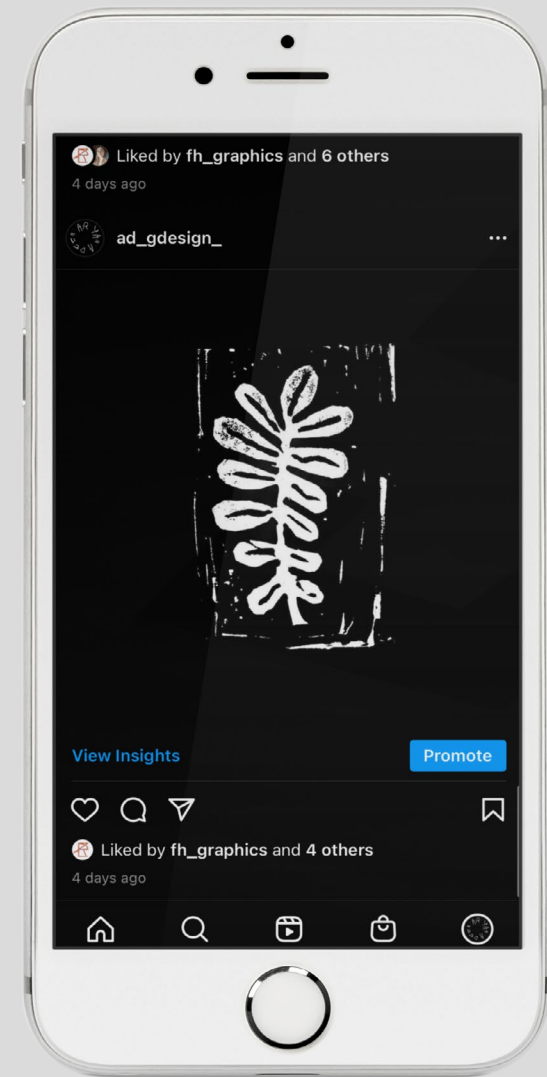 Liked by fh_graphics and 6 others
4 days ago
ad_gdesign_
View Insights
Promote
Liked by fh_graphics and 4 others
4 days ago